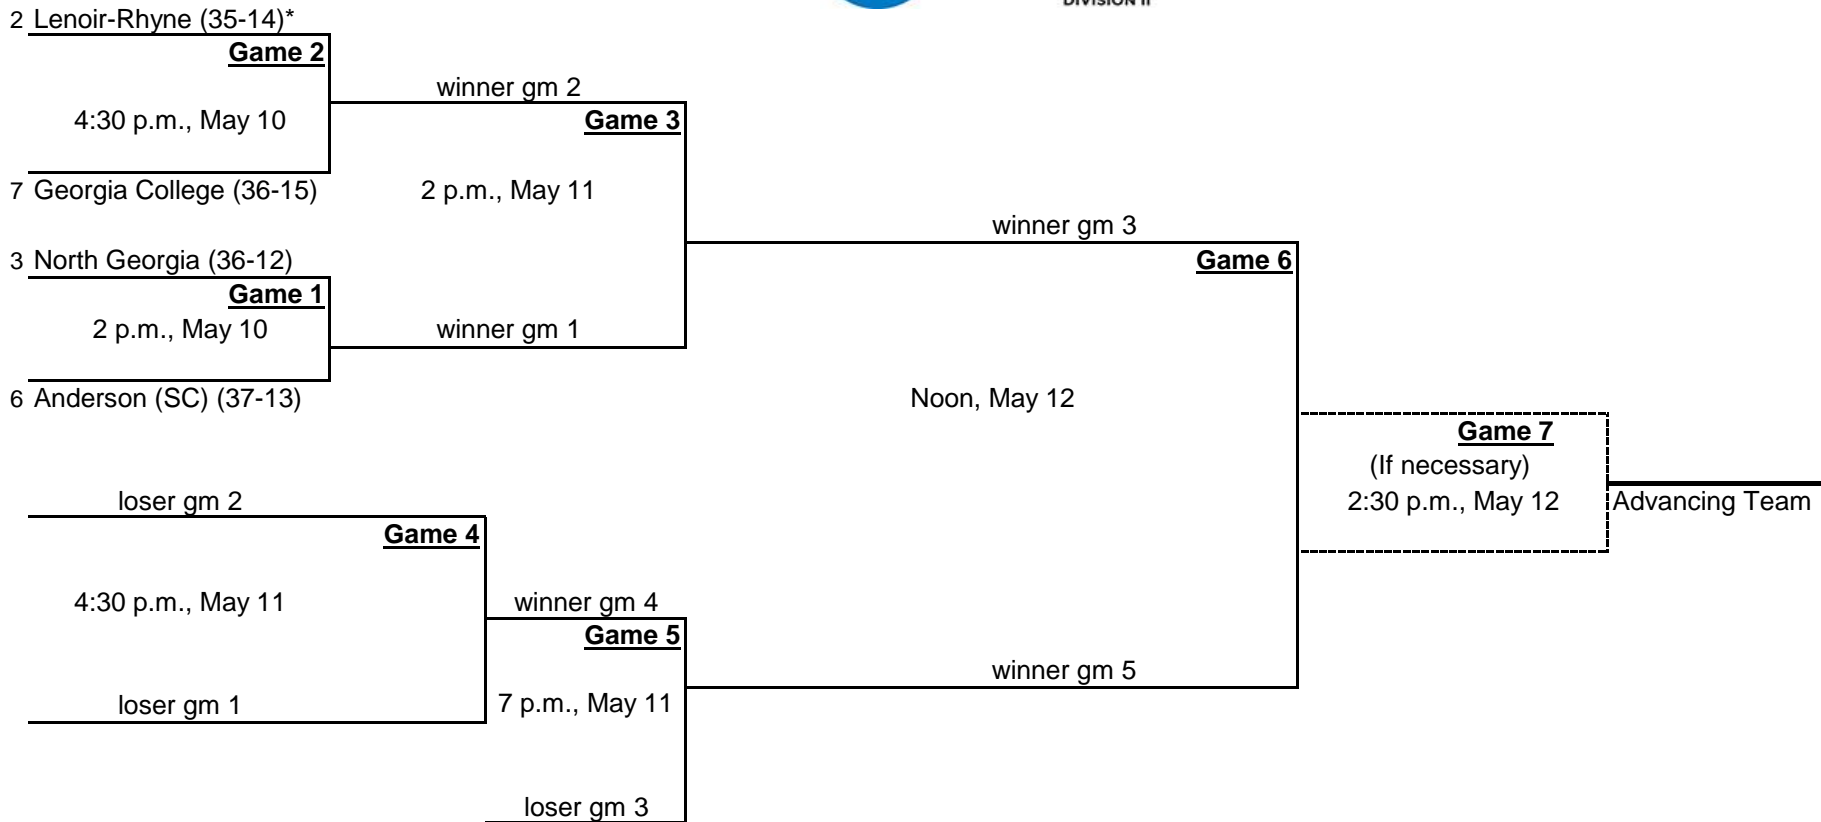 DIVISION II
2 Lenoir-Rhyne (35-14)*
Game 2
winner gm 2
4:30 p.m., May 10
Game 3
7 Georgia College (36-15)
2 p.m., May 11
winner gm 3
3 North Georgia (36-12)
Game 6
Game 1
2 p.m., May 10
winner gm 1
6 Anderson (SC) (37-13)
Noon, May 12
Game 7
(If necessary)
loser gm 2
2:30 p.m., May 12
Advancing Team
Game 4
4:30 p.m., May 11
winner gm 4
Game 5
winner gm 5
loser gm 1
7 p.m., May 11
loser gm 3